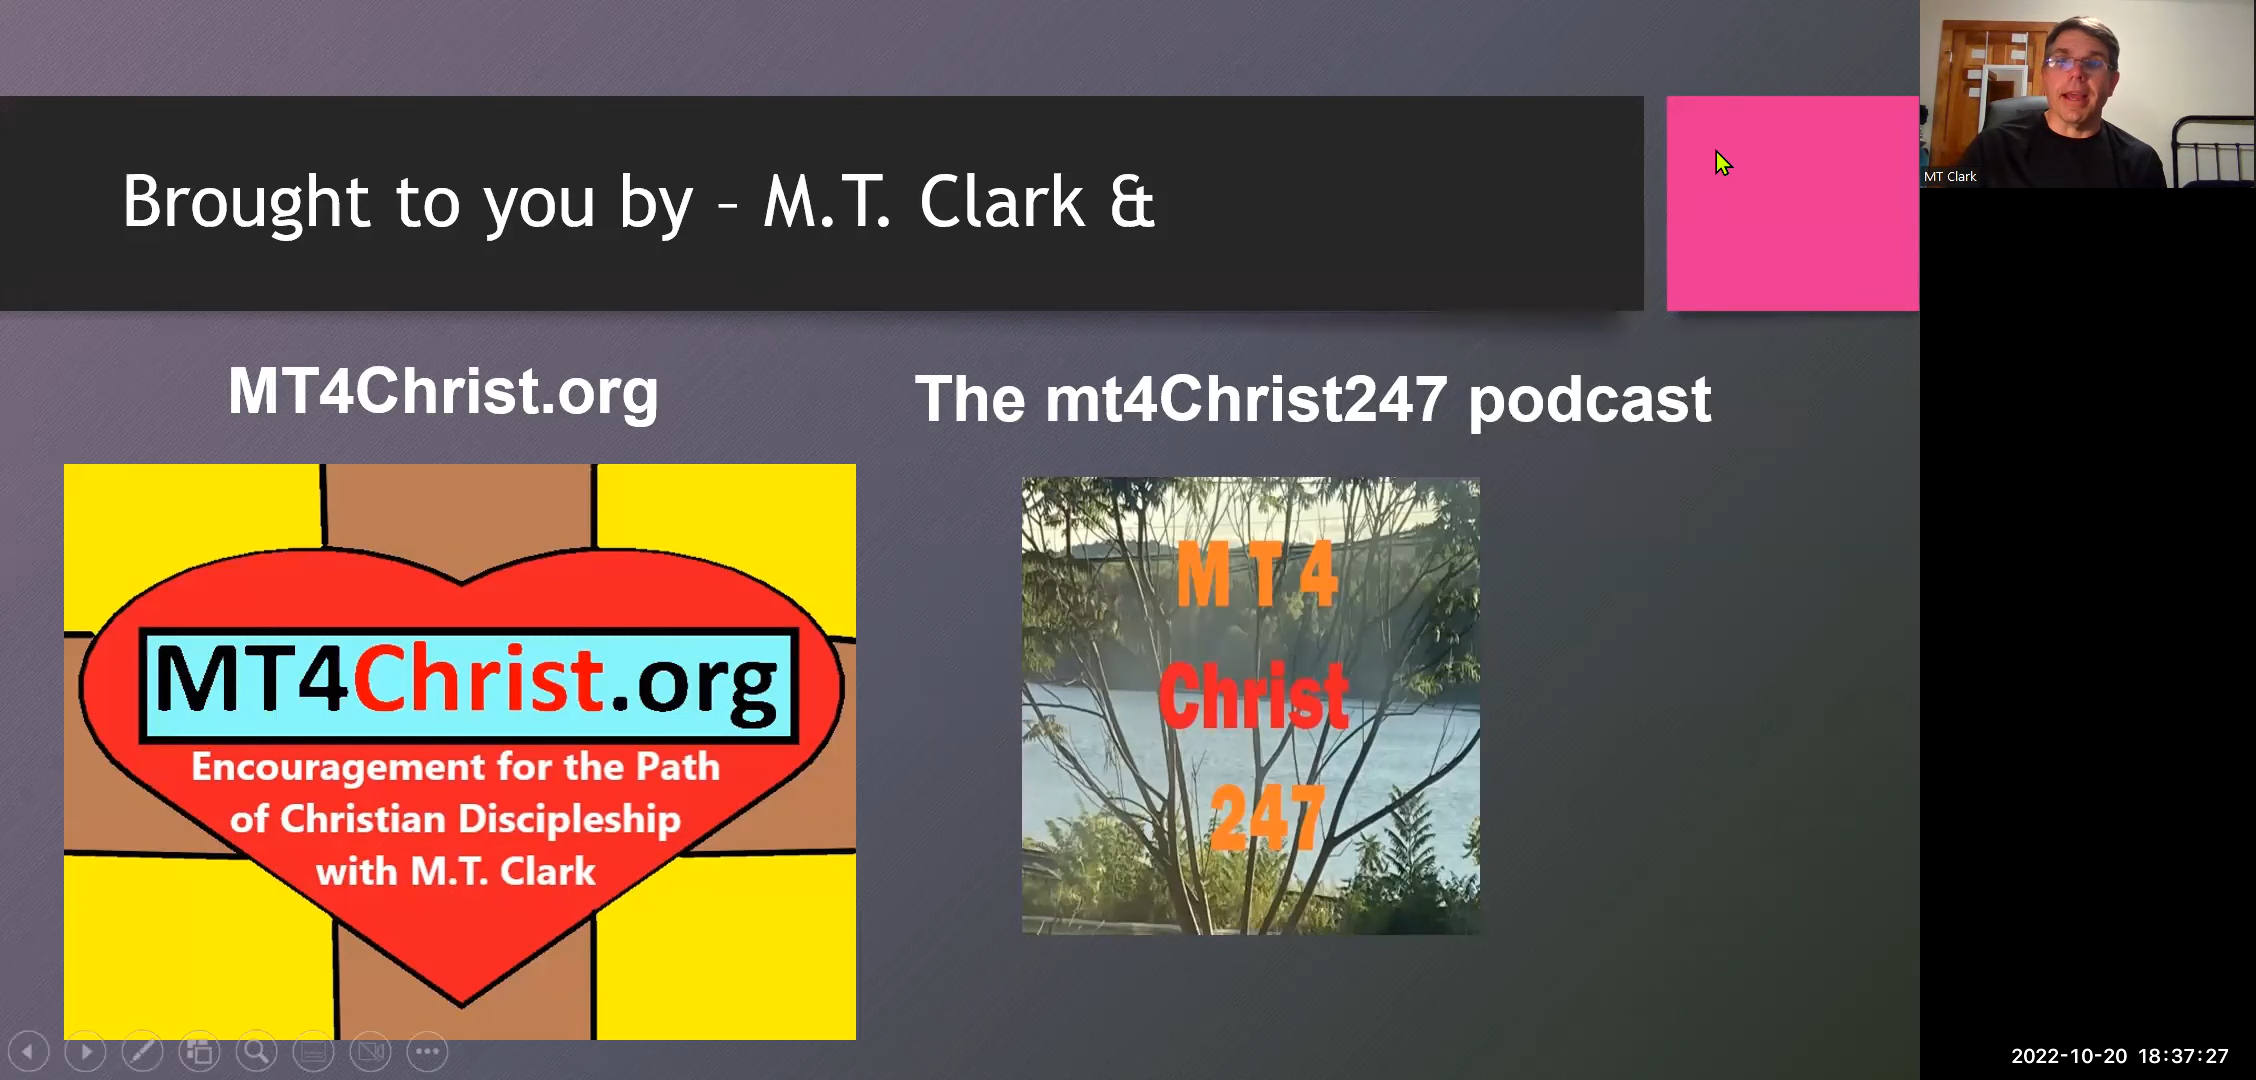 Brought to you by – M.T. Clark &
MT4Christ.org
The mt4Christ247 podcast
MT4Christ.org
Encouragement for the Path
of Christian Discipleship
with M.T. Clark
MT4
Christ
247
MT Clark
2022-10-20 18:37:27